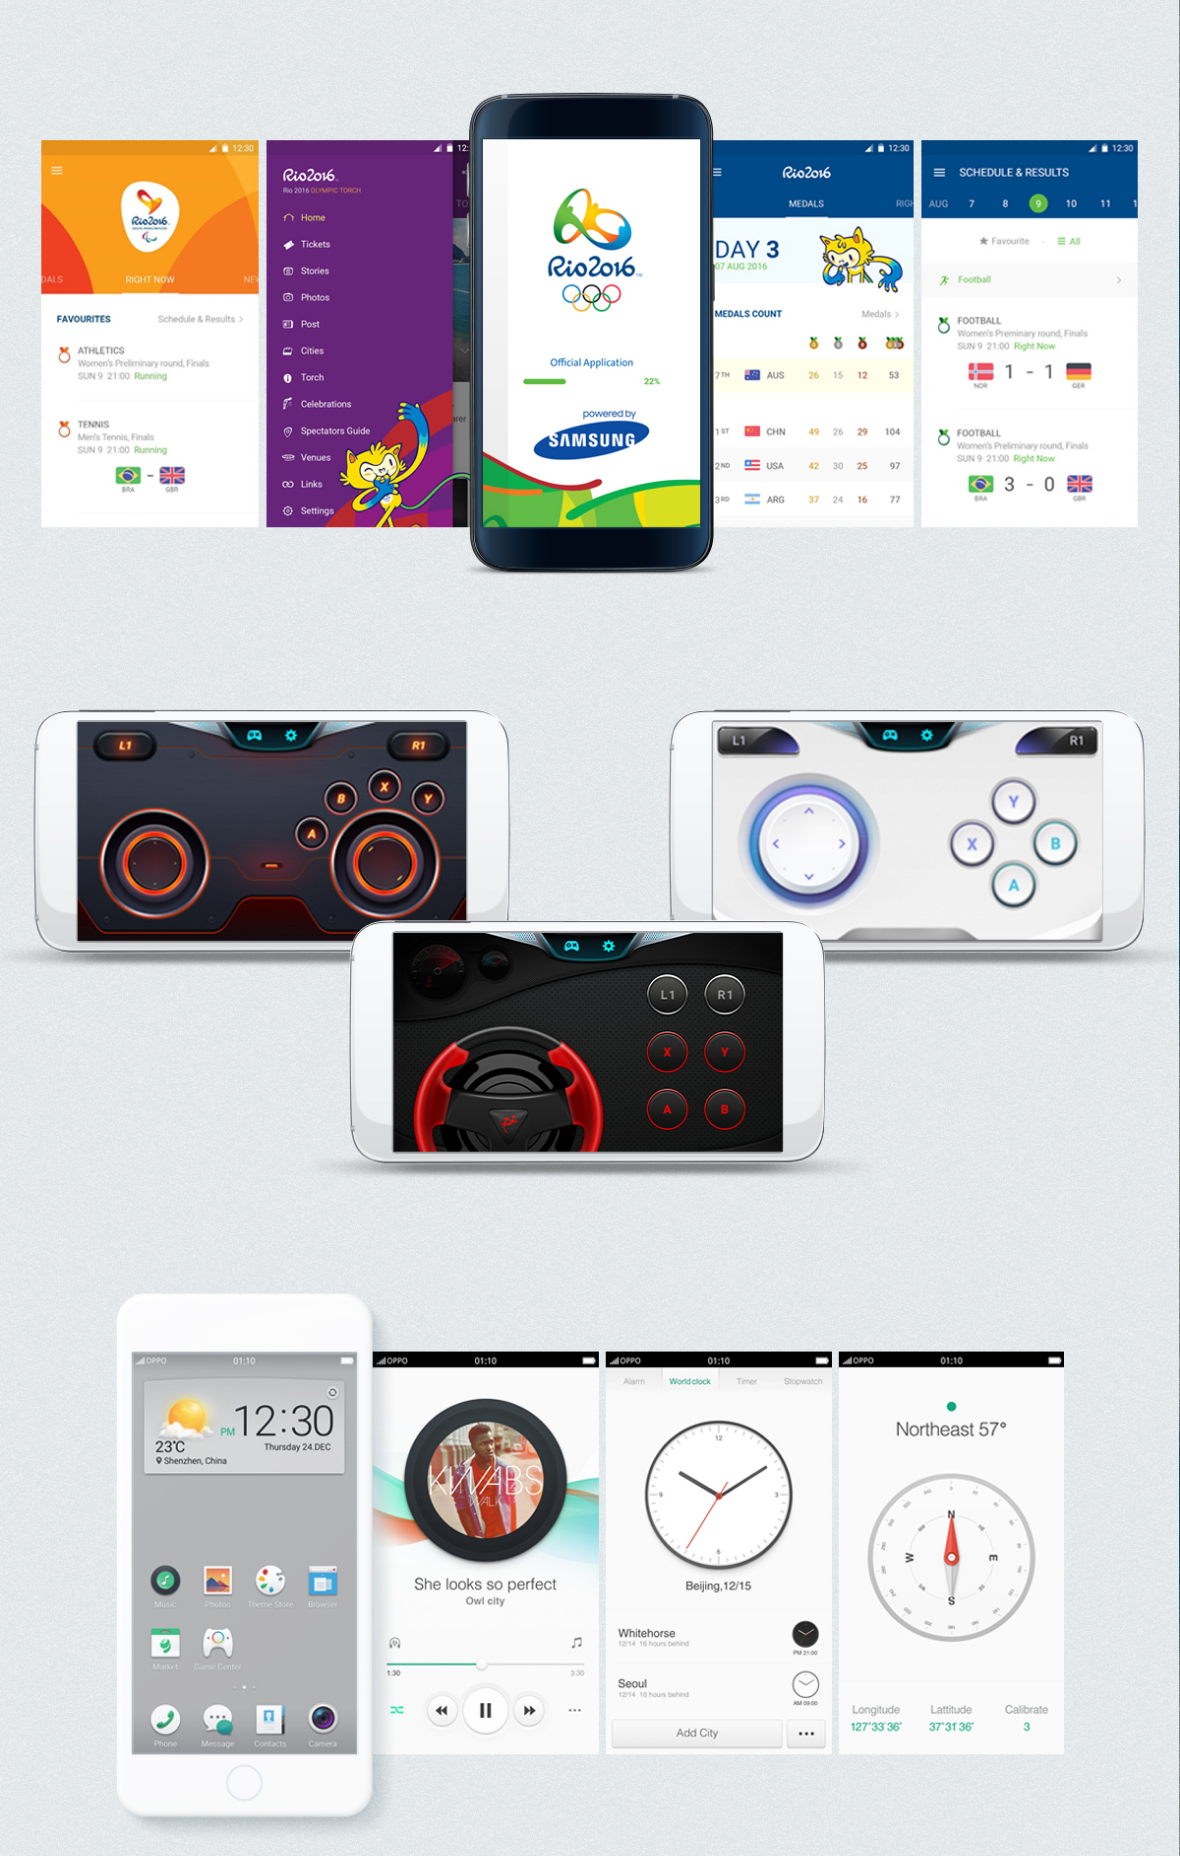 12:30
Rio2016
DALS
RIGHT NOW
NEV
FAVOURITES
Schedule & Results >
ATHLETICS
Women's Preliminary round, Finals
SUN 9 21:00 Running
TENNIS
Men's Tennis, Finals
SUN 9 21:00 Running
-
BRA
GBR
12:
Rio2016
Rio 2016 OLYMPIC TORCH
Home
Tickets
Stories
Photos
Post
Cities
Torch
Celebrations
Spectators Guide
Venues
Links
Settings
TO
arer
Rio2016™
Official Application
22%
powered by
SAMSUNG
12:30
Rio2016
MEDALS
RIGH
DAY 3
07 AUG 2016
MEDALS COUNT
Medals >
7TH AUS 26 15 12 53
1ST CHN 49 26 29 104
2ND USA 42 30 25 97
3RD ARG 37 24 16 77
12:30
SCHEDULE & RESULTS
AUG 7 8 9 10 11 1
Favourite - All
Football
FOOTBALL
Women's Preminary round, Finals
SUN 9 21:00 Right Now
1 - 1
NOR
GER
FOOTBALL
Women's Preliminary round, Finals
SUN 9 21:00 Right Now
3 - 0
BRA
GBR
L1
R1
B
X
Y
A
L1
R1
Y
X
B
A
L1
R1
X
Y
A
B
OPPO
01:10
PM 12:30
23℃
Thursday 24.DEC
Shenzhen, China
Music
Photos
Theme Store
Browser
Market
Game Center
Phone
Message
Contacts
Camera
OPPO
01:10
KWABS
WALK
She looks so perfect
Owl city
1:30
3:30
OPPO
01:10
Alarm
World clock
Timer
Stopwatch
12
9
3
6
Beijing,12/15
Whitehorse
12/14 16 hours behind
PM 21:00
Seoul
12/14 16 hours behind
AM 09:00
Add City
OPPO
01:10
Northeast 57°
N
W
E
S
Longitude
Lattitude
Calibrate
127°33'36"
37°31'36"
3